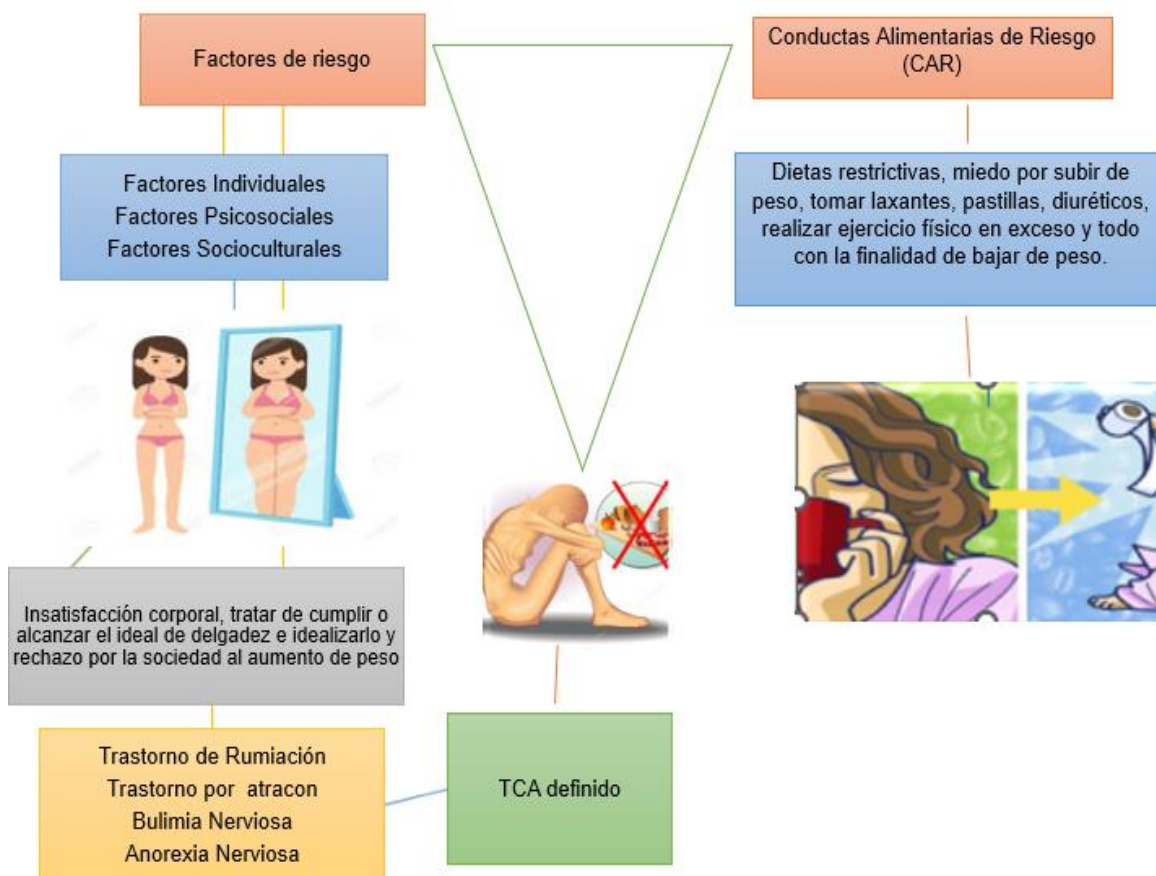 Factores de riesgo
Factores Individuales
Factores Psicosociales
Factores Socioculturales
Insatisfacción corporal, tratar de cumplir o
alcanzar el ideal de delgadez e idealizarlo y
rechazo por la sociedad al aumento de peso
Trastorno de Rumiación
Trastorno por atracon
Bulimia Nerviosa
Anorexia Nerviosa
TCA definido
Conductas Alimentarias de Riesgo
(CAR)
Dietas restrictivas, miedo por subir de
peso, tomar laxantes, pastillas, diuréticos,
realizar ejercicio físico en exceso y todo
con la finalidad de bajar de peso.